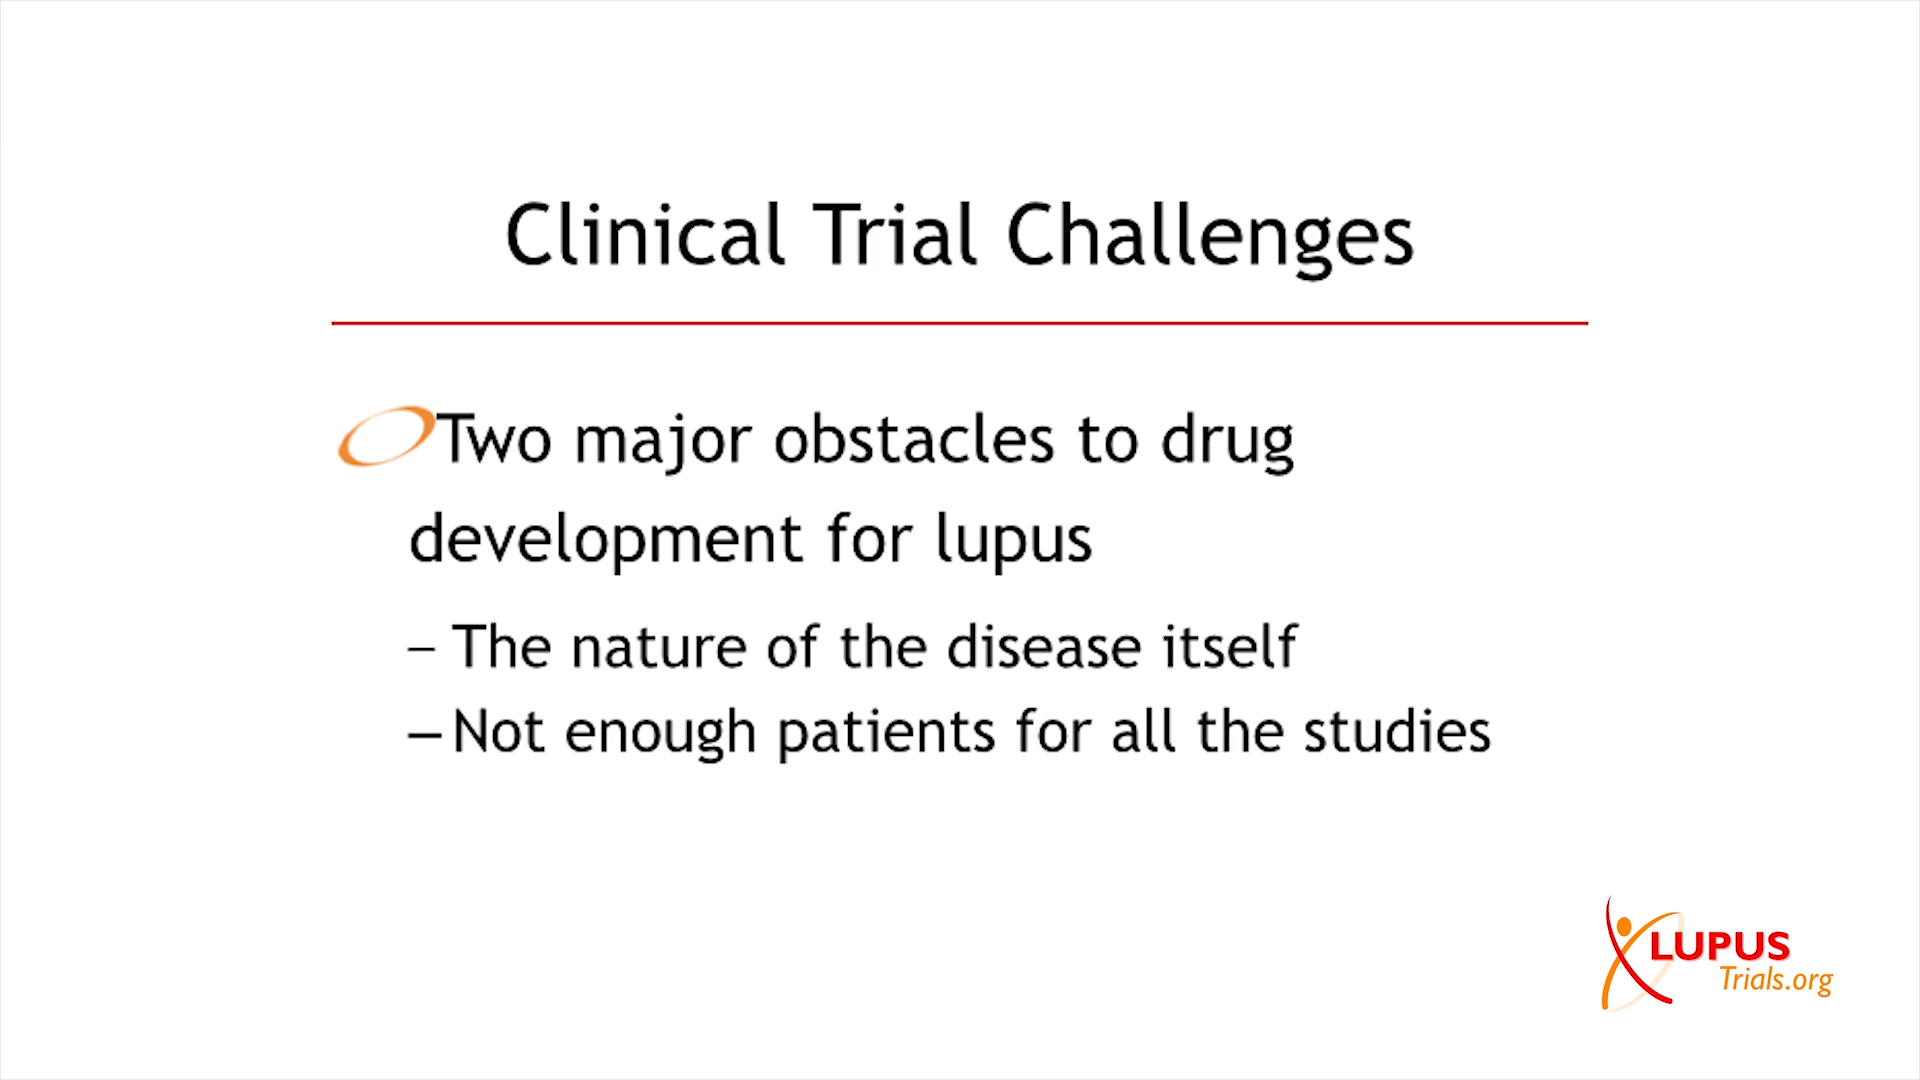 Clinical Trial Challenges
Two major obstacles to drug
development for lupus
– The nature of the disease itself
– Not enough patients for all the studies
LUPUS
Trials.org